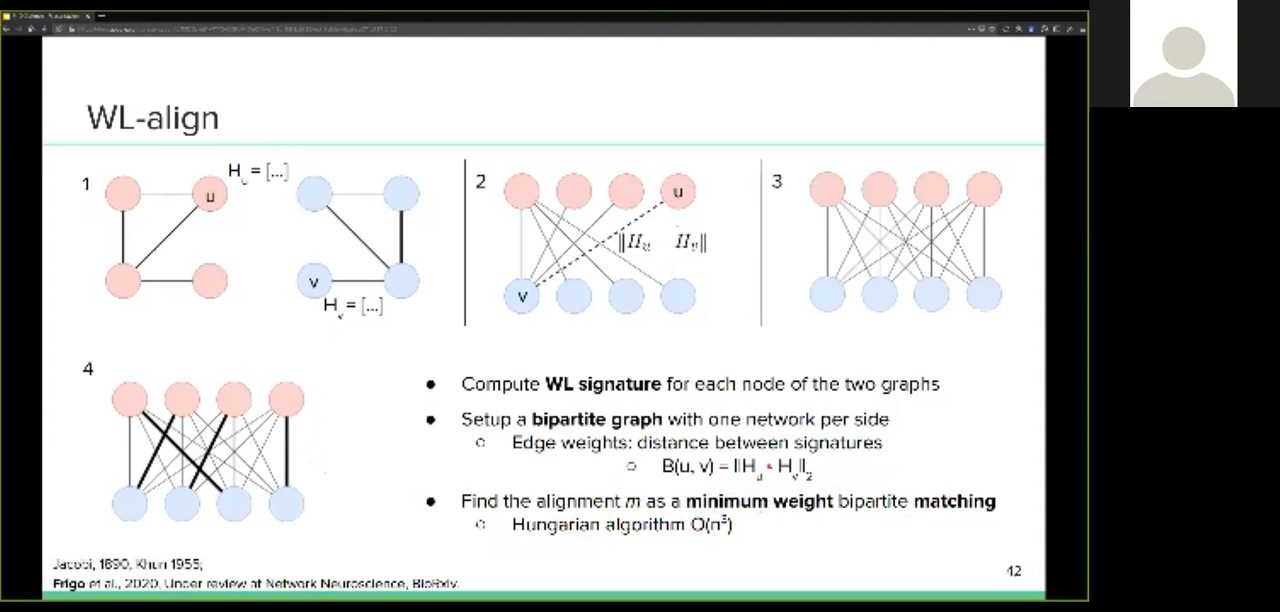 WL-align
1
u
H_u = [...]
v
H_v = [...]
2
u
‖H_u H_v‖
v
3
4
● Compute WL signature for each node of the two graphs
● Setup a bipartite graph with one network per side
○ Edge weights: distance between signatures
○ B(u, v) = ‖H_u - H_v‖_2
● Find the alignment m as a minimum weight bipartite matching
○ Hungarian algorithm O(n³)
Jacobi, 1890; Khun 1955;
Frigo et al., 2020, Under review at Network Neuroscience, BioRxiv.
42